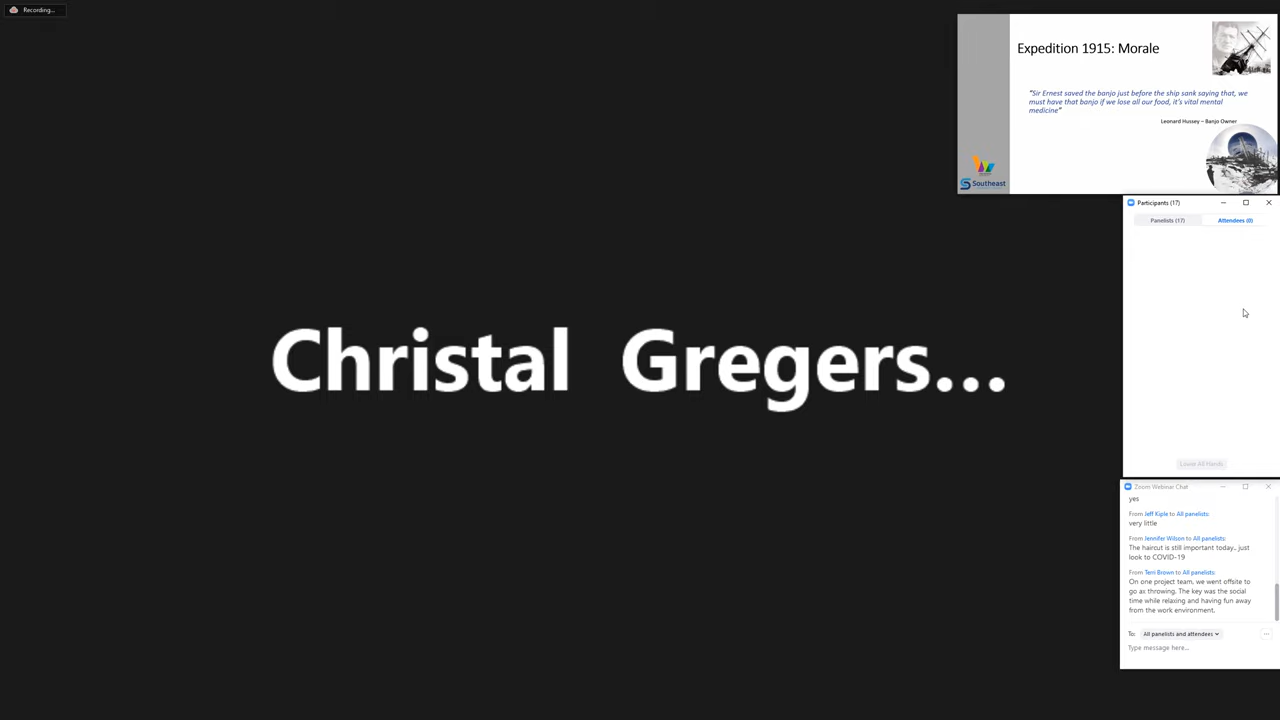 Recording...
Expedition 1915: Morale
"Sir Ernest saved the banjo just before the ship sank saying that, we
must have that banjo if we lose all our food, it's vital mental
medicine"
Leonard Hussey – Banjo Owner
Southeast
Christal Gregers...
Participants (17)
Panelists (17) Attendees (0)
Lower All Hands
Zoom Webinar Chat
yes
From Jeff Kiple to All panelists:
very little
From Jennifer Wilson to All panelists:
The haircut is still important today.. just
look to COVID-19
From Terri Brown to All panelists:
On one project team, we went offsite to
go ax throwing. The key was the social
time while relaxing and having fun away
from the work environment.
To: All panelists and attendees
Type message here...